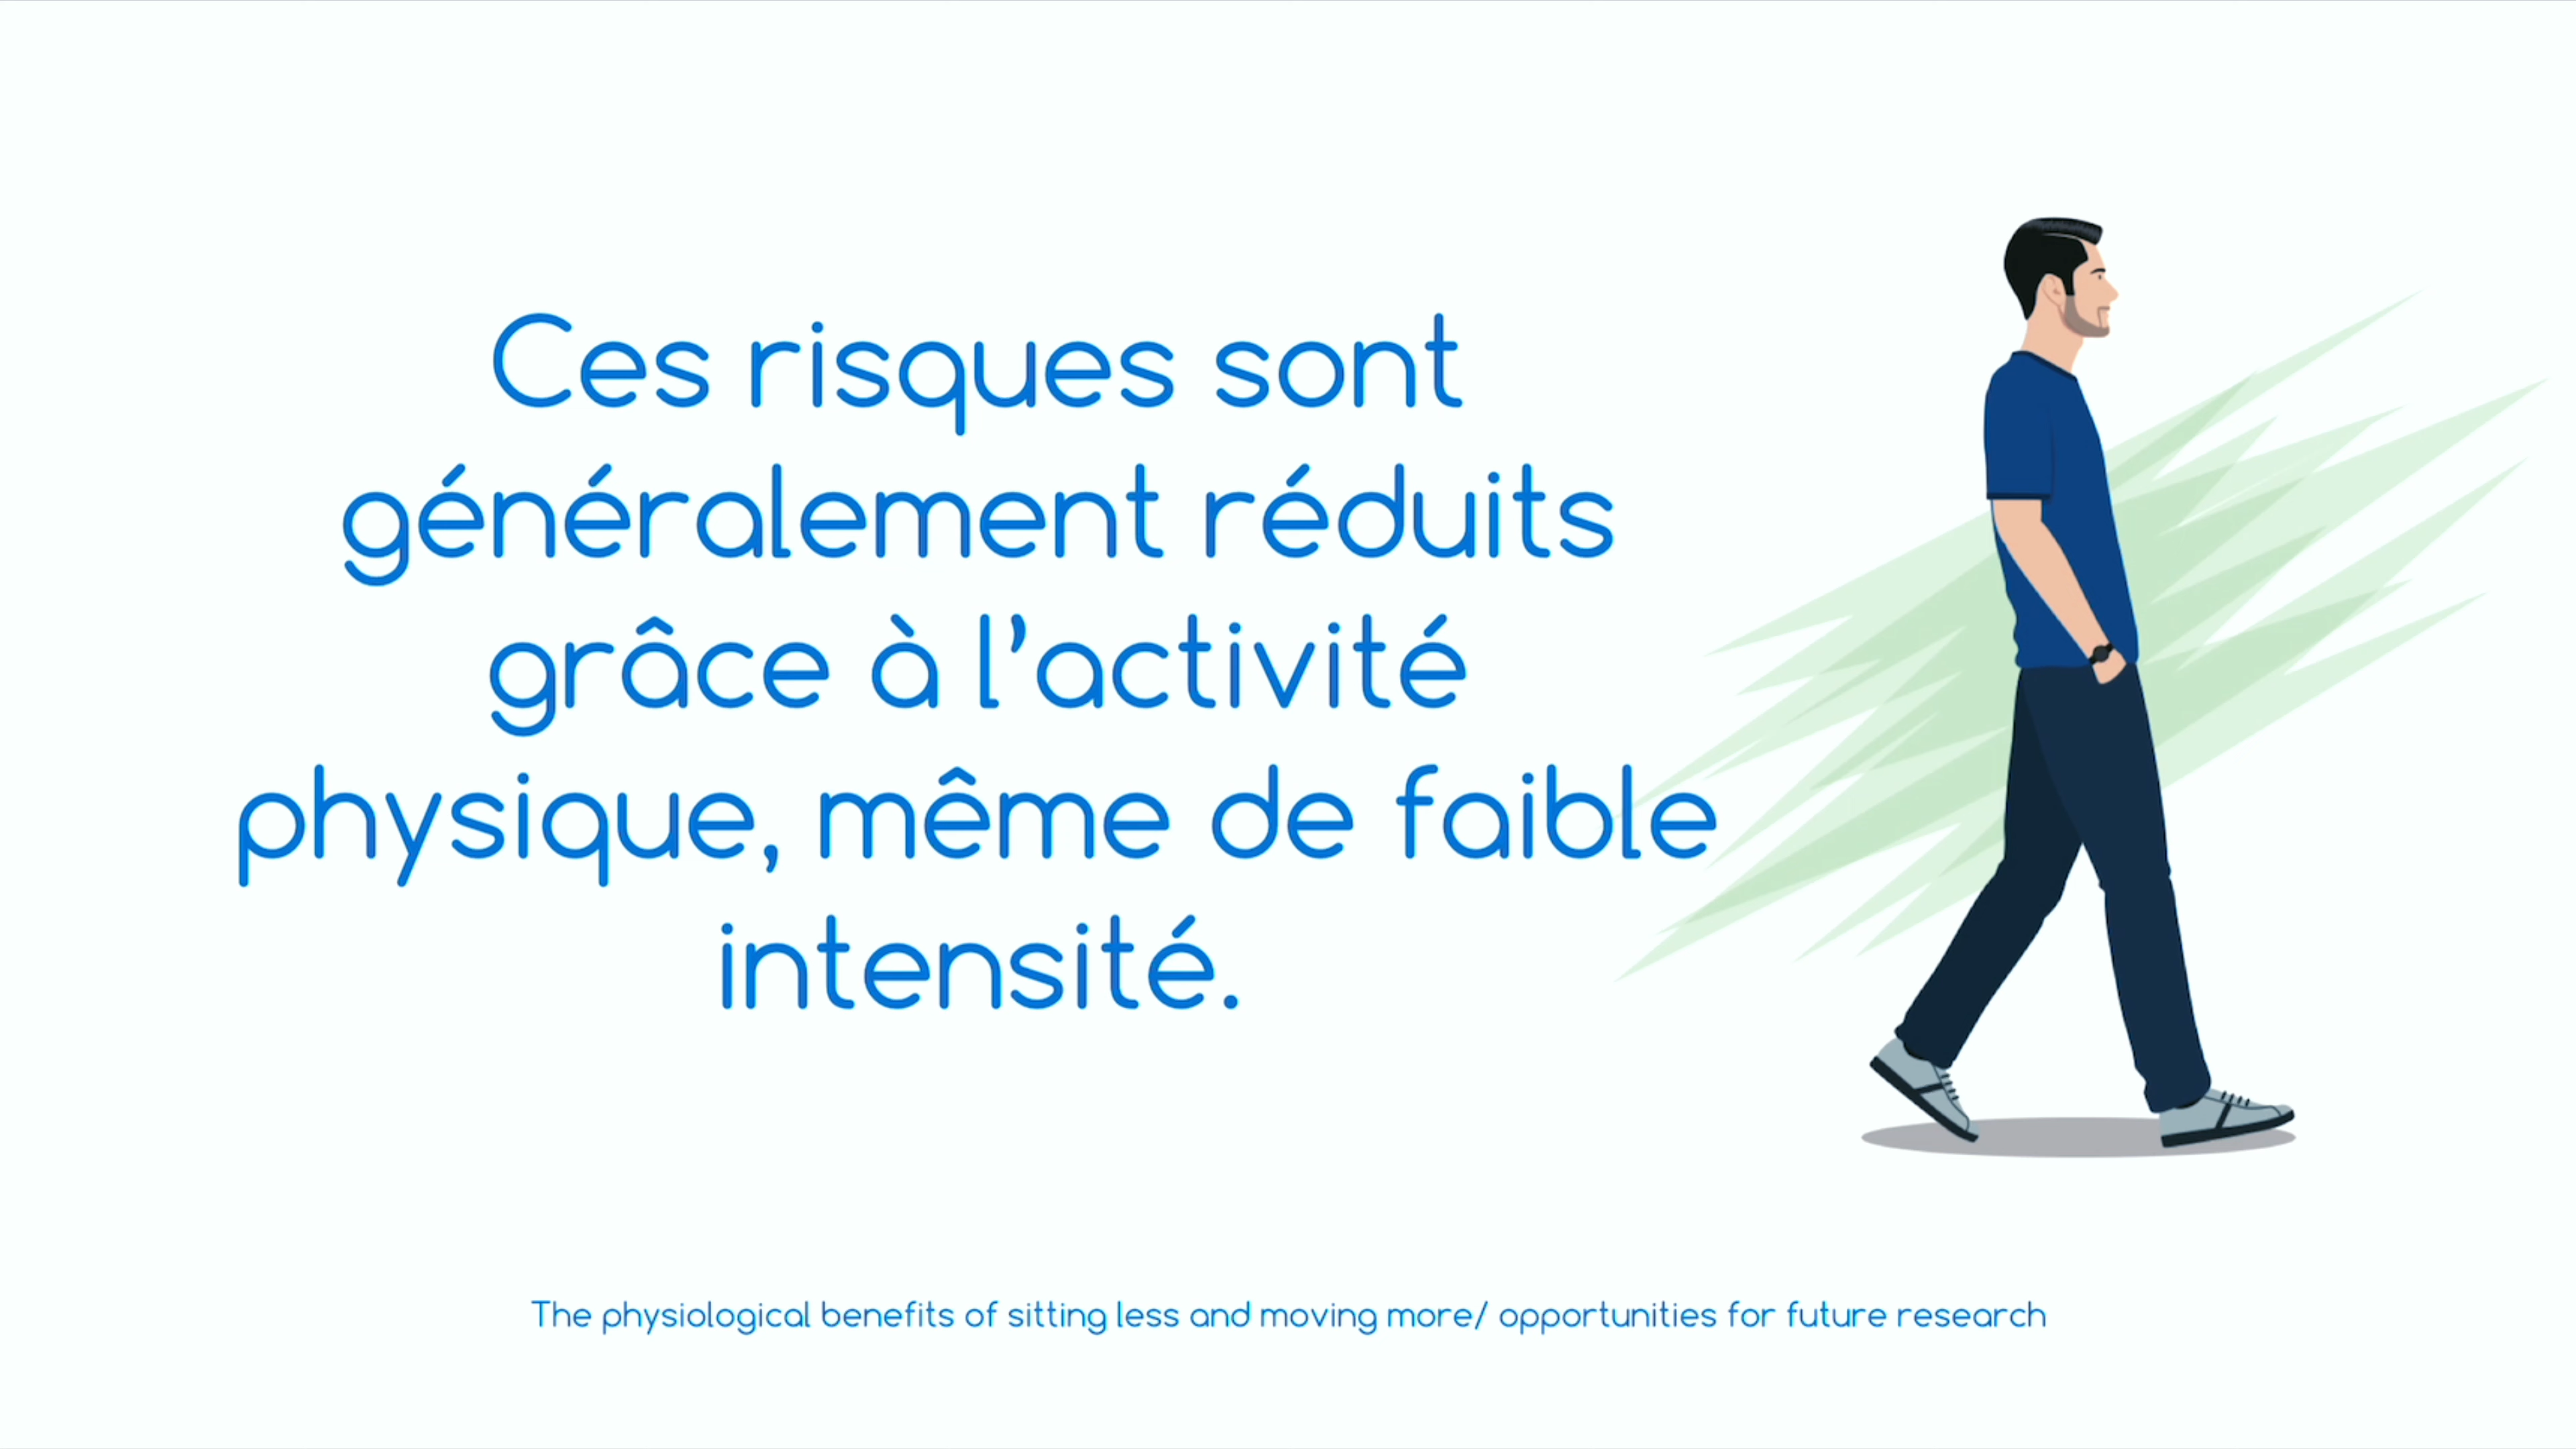 Ces risques sont
généralement réduits
grâce à l’activité
physique, même de faible
intensité.
The physiological benefits of sitting less and moving more/ opportunities for future research